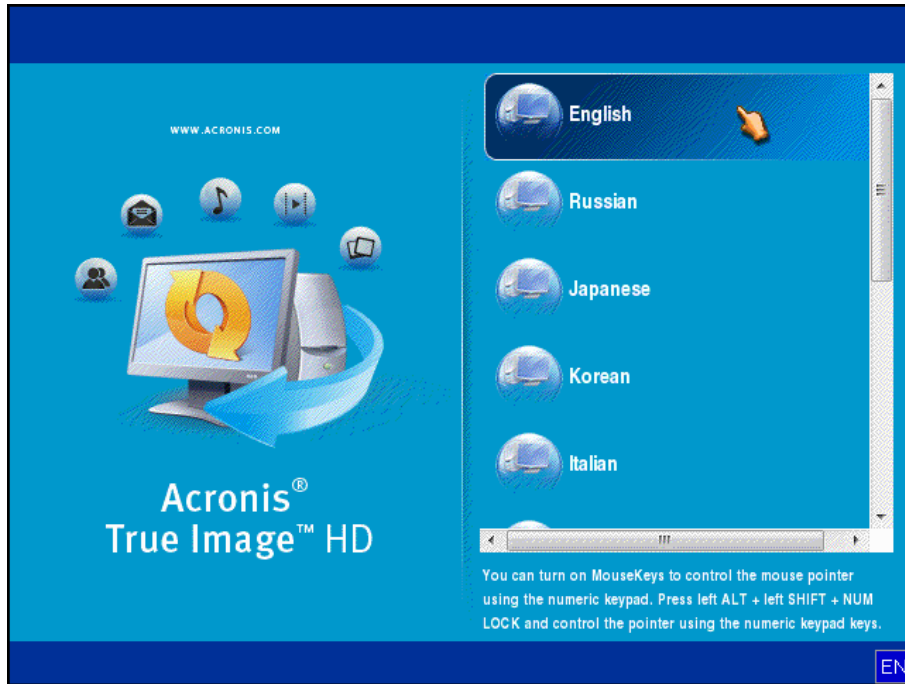 WWW.ACRONIS.COM
Acronis®
True Image™ HD
English
Russian
Japanese
Korean
Italian
You can turn on MouseKeys to control the mouse pointer
using the numeric keypad. Press left ALT + left SHIFT + NUM
LOCK and control the pointer using the numeric keypad keys.
EN